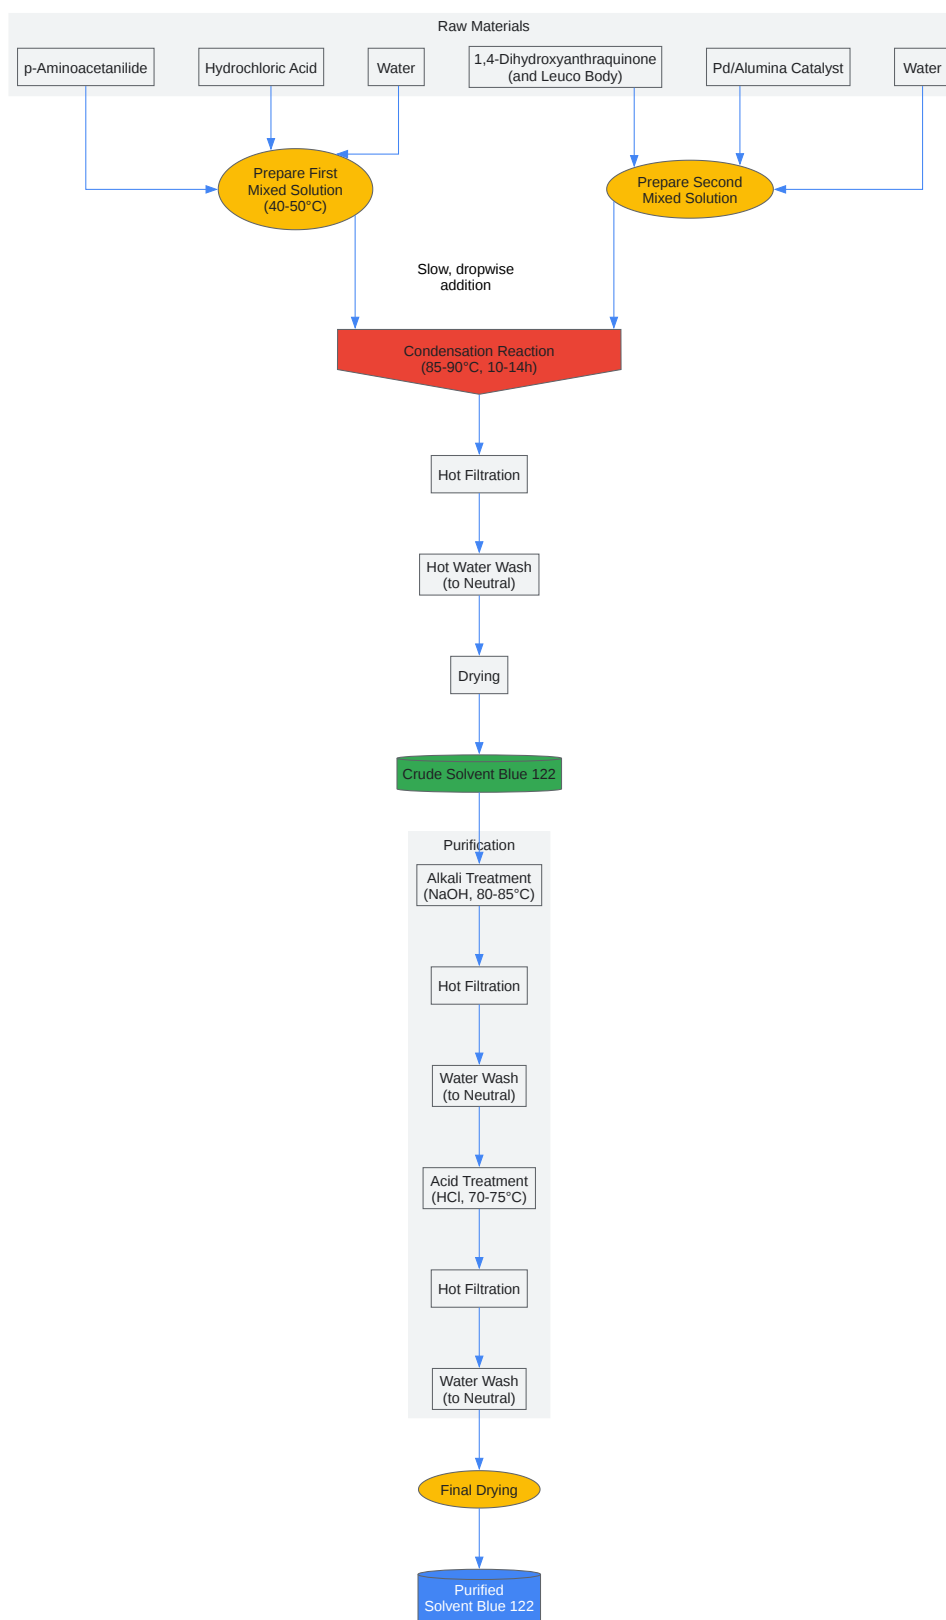 Raw Materials
p-Aminoacetanilide
Hydrochloric Acid
Water
1,4-Dihydroxyanthraquinone
(and Leuco Body)
Pd/Alumina Catalyst
Water
Prepare First
Mixed Solution
(40-50°C)
Prepare Second
Mixed Solution
Slow, dropwise
addition
Condensation Reaction
(85-90°C, 10-14h)
Hot Filtration
Hot Water Wash
(to Neutral)
Drying
Crude Solvent Blue 122
Purification
Alkali Treatment
(NaOH, 80-85°C)
Hot Filtration
Water Wash
(to Neutral)
Acid Treatment
(HCl, 70-75°C)
Hot Filtration
Water Wash
(to Neutral)
Final Drying
Purified
Solvent Blue 122